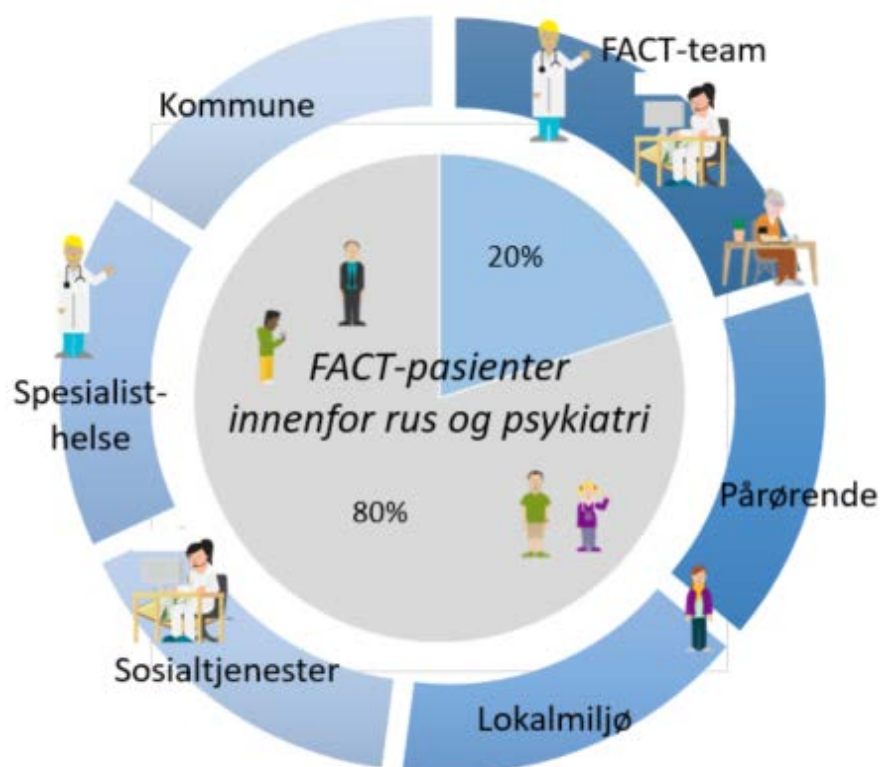 FACT-team
Kommune
20%
FACT-pasienter
innenfor rus og psykiatri
Spesialist-
helse
Pårørende
80%
Sosialtjenester
Lokalmiljø